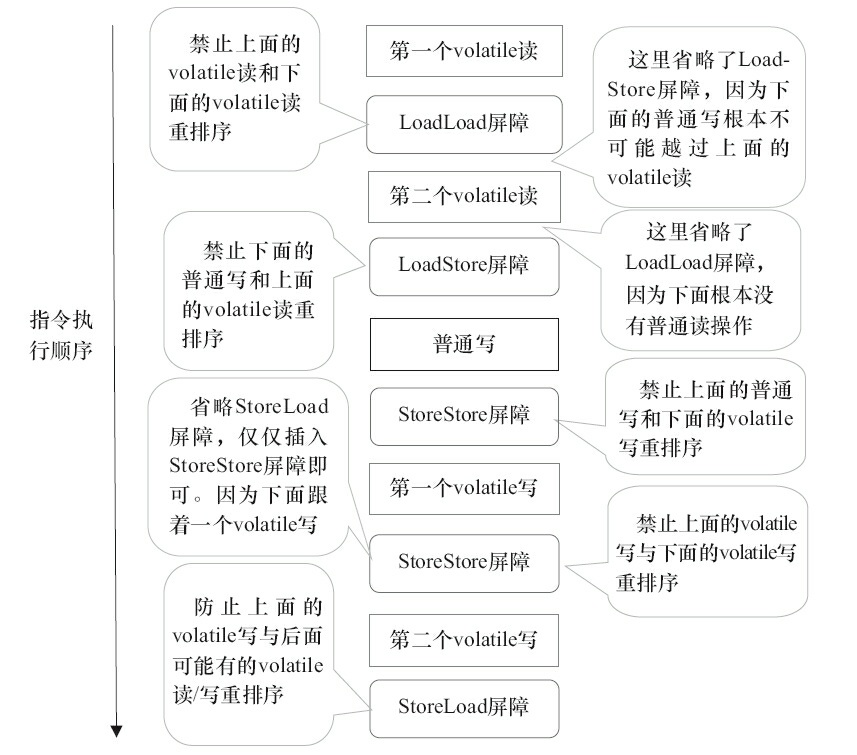 禁止上面的
volatile读和下
面的volatile读
重排序
第一个volatile读
LoadLoad屏障
这里省略了Load-
Store屏障，因为下
面的普通写根本不
可能越过上面的
volatile读
第二个volatile读
禁止下面的
普通写和上面
的volatile读重
排序
LoadStore屏障
这里省略了
LoadLoad屏障，
因为下面根本没
有普通读操作
指令执
行顺序
普通写
省略StoreLoad
屏障，仅仅插入
StoreStore屏障即
可。因为下面跟
着一个volatile写
StoreStore屏障
禁止上面的普通
写和下面的volatile
写重排序
第一个volatile写
StoreStore屏障
禁止上面的volatile
写与下面的volatile写
重排序
防止上面的
volatile写与后面
可能有的volatile
读/写重排序
第二个volatile写
StoreLoad屏障